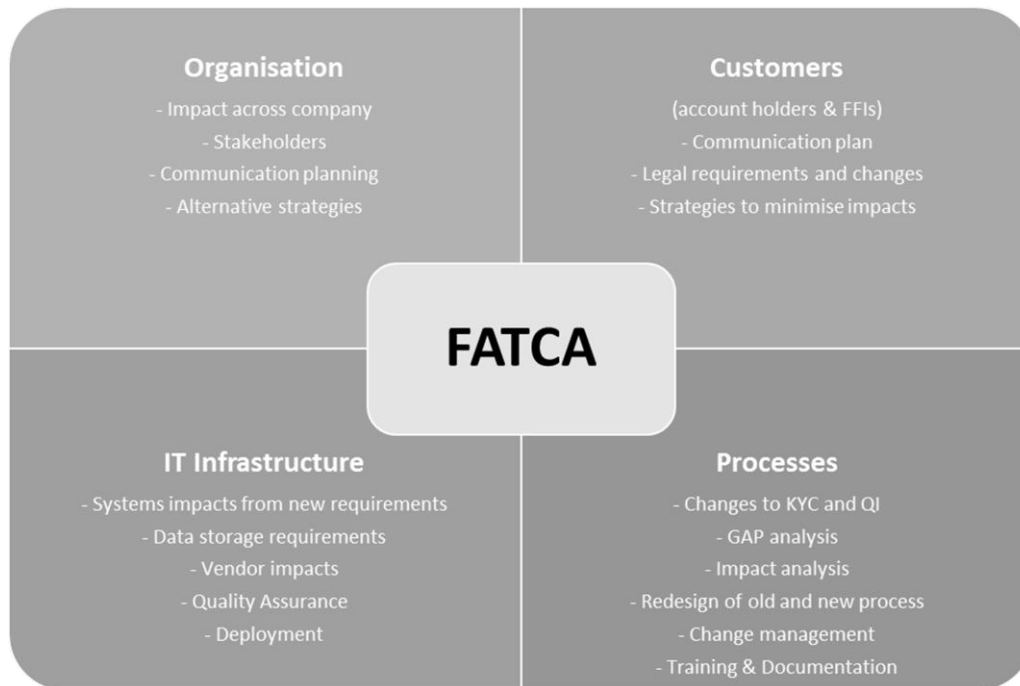 Organisation
- Impact across company
- Stakeholders
- Communication planning
- Alternative strategies
Customers
(account holders & FFIs)
- Communication plan
- Legal requirements and changes
- Strategies to minimise impacts
FATCA
IT Infrastructure
- Systems impacts from new requirements
- Data storage requirements
- Vendor impacts
- Quality Assurance
- Deployment
Processes
- Changes to KYC and QI
- GAP analysis
- Impact analysis
- Redesign of old and new process
- Change management
- Training & Documentation